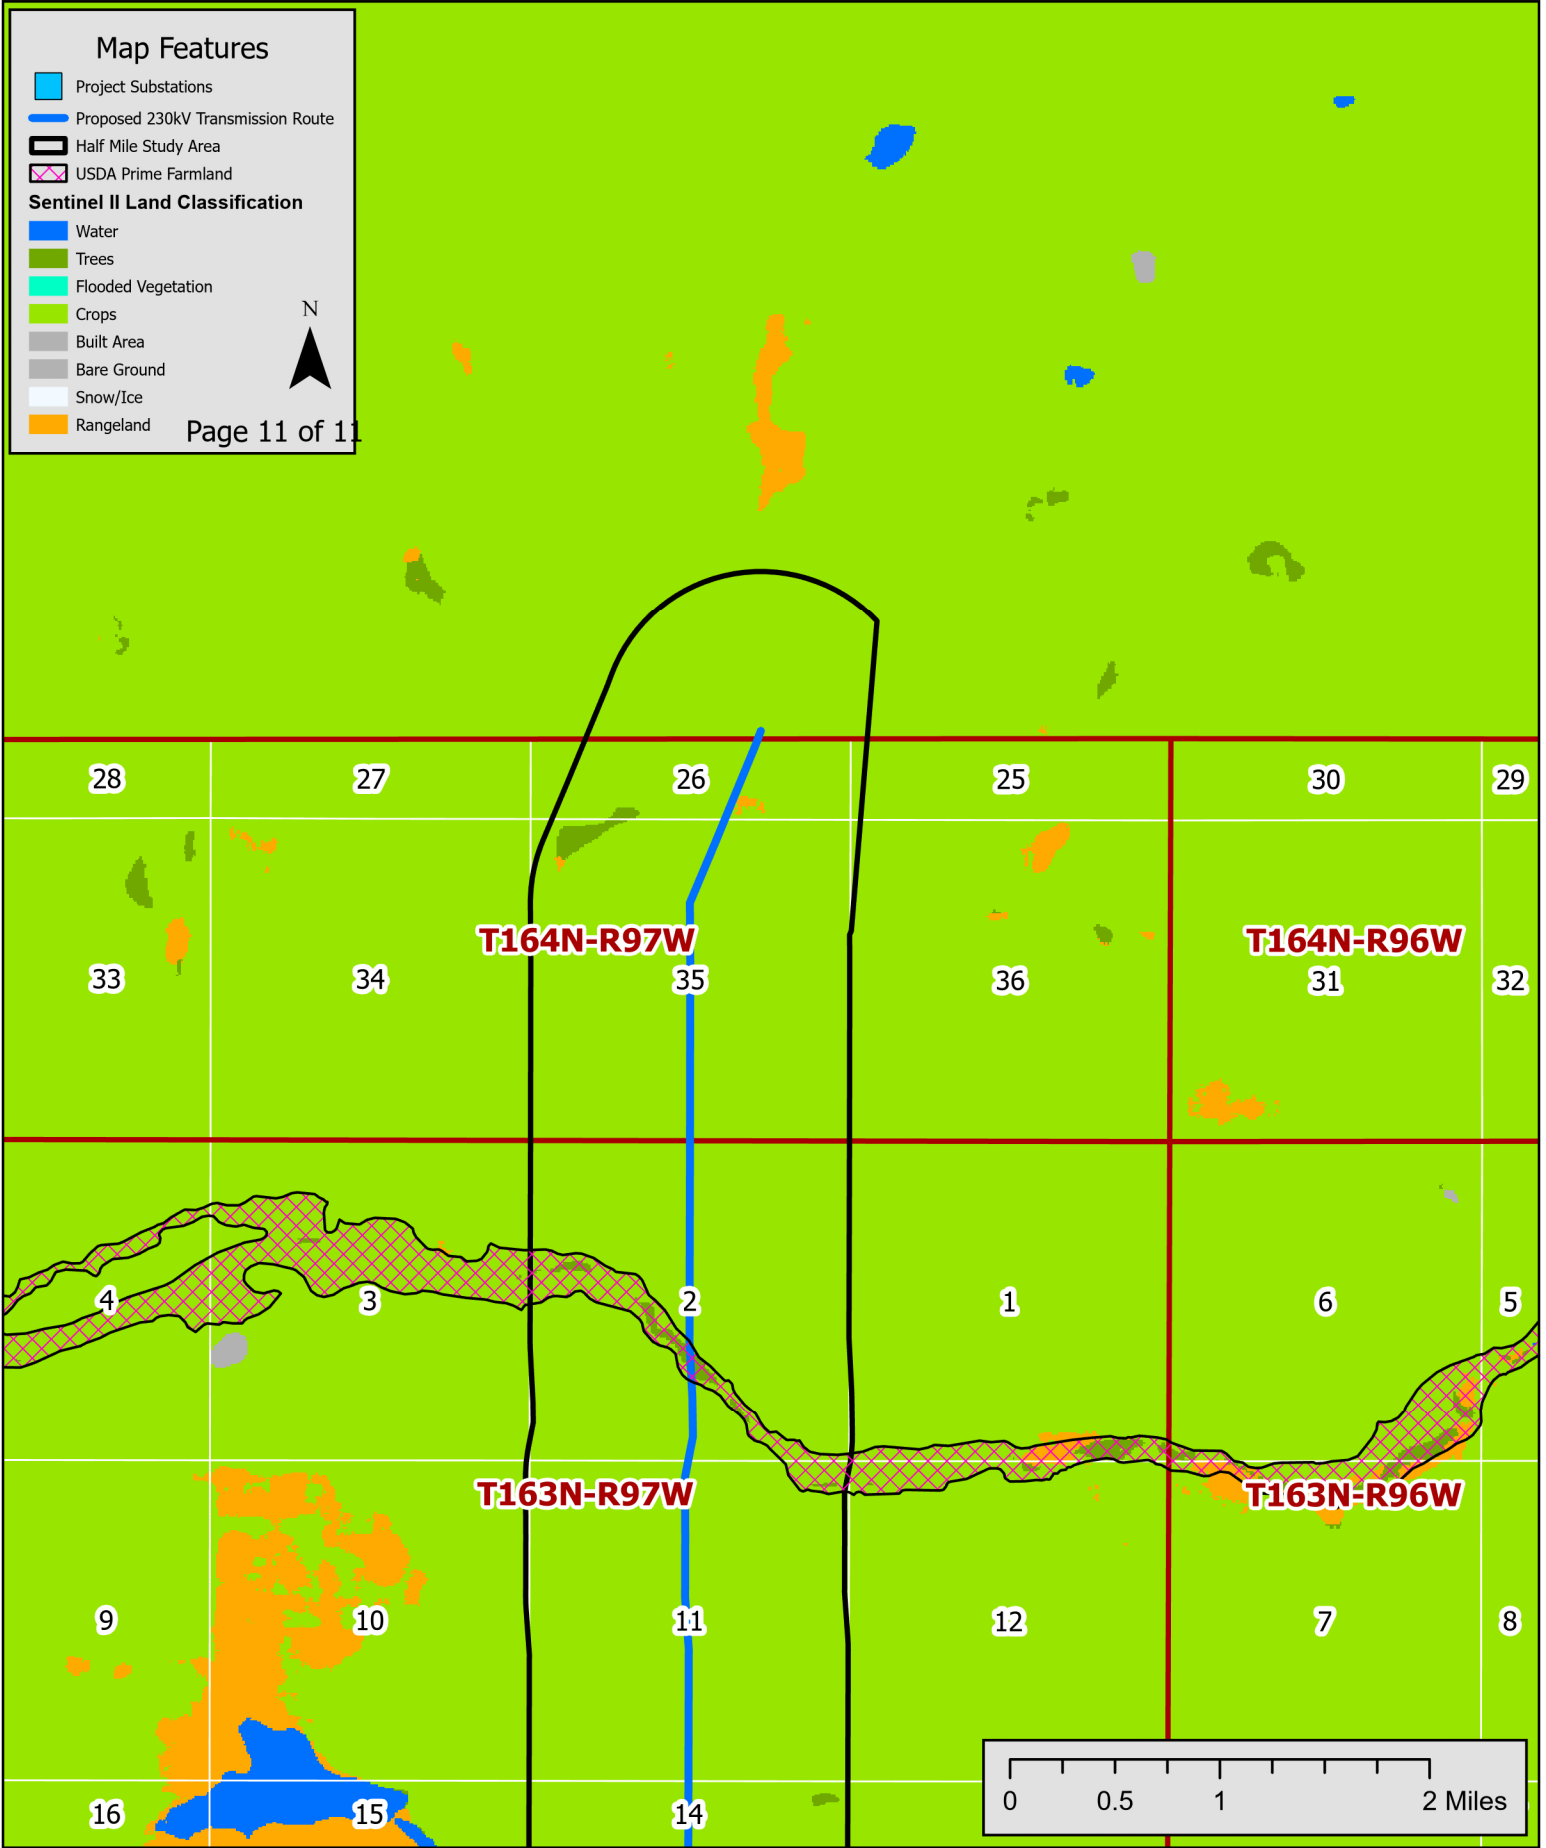 Map Features
Project Substations
Proposed 230kV Transmission Route
Half Mile Study Area
USDA Prime Farmland
Sentinel II Land Classification
Water
Trees
Flooded Vegetation
Crops
Built Area
Bare Ground
Snow/Ice
Rangeland
N
Page 11 of 11
28 27 26 25 30 29
T164N-R97W T164N-R96W
33 34 35 36 31 32
4 3 2 1 6 5
T163N-R97W T163N-R96W
9 10 11 12 7 8
16 15 14
0 0.5 1 2 Miles